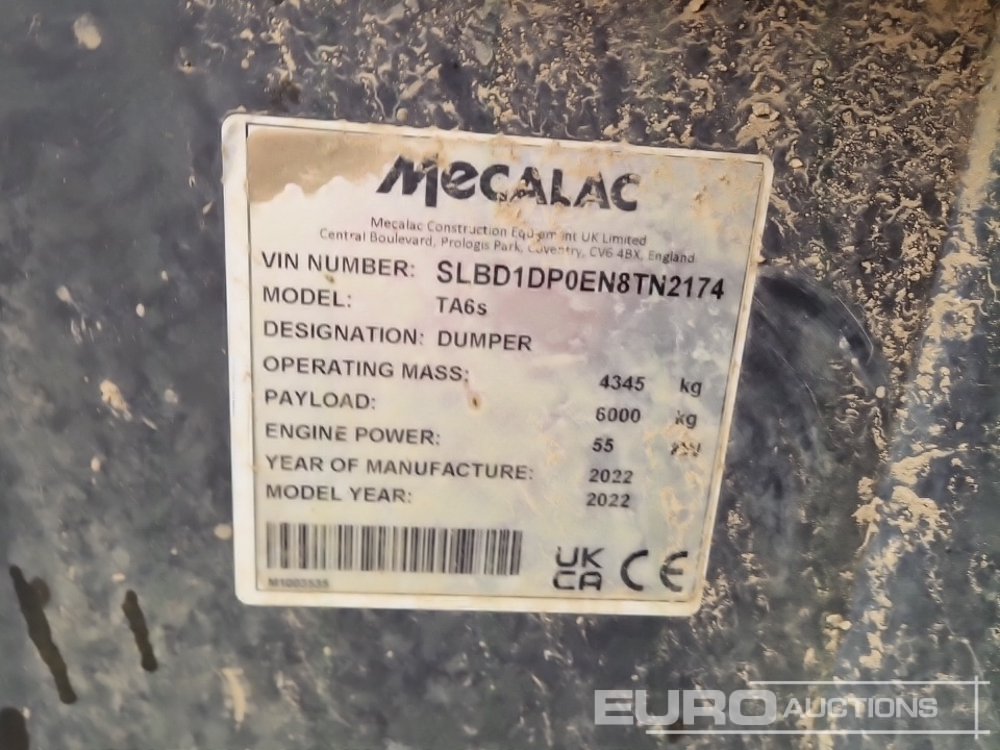 MECALAC
Mecalac Construction Equipment UK Limited
Central Boulevard, Prologis Park, Coventry, CV6 4BX, England
VIN NUMBER: SLBD1DP0EN8TN2174
MODEL: TA6s
DESIGNATION: DUMPER
OPERATING MASS: 4345 kg
PAYLOAD: 6000 kg
ENGINE POWER: 55 kW
YEAR OF MANUFACTURE: 2022
MODEL YEAR: 2022
M1003535
UK
CA CE
EURO AUCTIONS